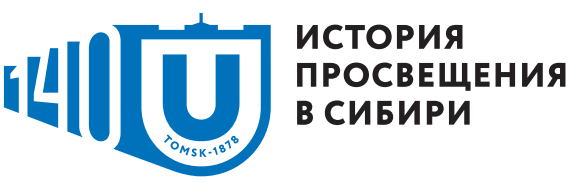 140
U
TOMSK-1878
ИСТОРИЯ
ПРОСВЕЩЕНИЯ
В СИБИРИ